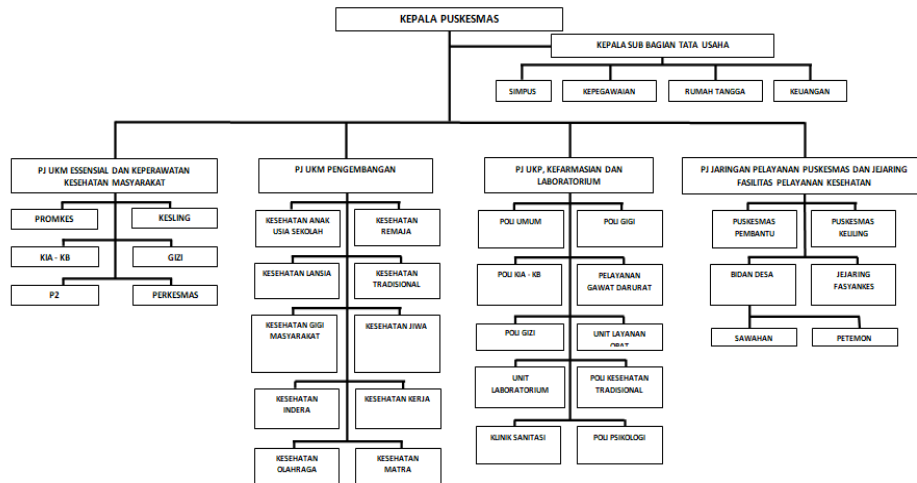 KEPALA PUSKESMAS
KEPALA SUB BAGIAN TATA USAHA
SIMPUS
KEPEGAWAIAN
RUMAH TANGGA
KEUANGAN
PJ UKM ESSENSIAL DAN KEPERAWATAN
KESEHATAN MASYARAKAT
PROMKES
KESLING
KIA - KB
GIZI
P2
PERKESMAS
PJ UKM PENGEMBANGAN
KESEHATAN ANAK
USIA SEKOLAH
KESEHATAN
REMAJA
KESEHATAN LANSIA
KESEHATAN
TRADISIONAL
KESEHATAN GIGI
MASYARAKAT
KESEHATAN JIWA
KESEHATAN
INDERA
KESEHATAN KERJA
KESEHATAN
OLAHRAGA
KESEHATAN
MATRA
PJ UKP, KEFARMASIAN DAN
LABORATORIUM
POLI UMUM
POLI GIGI
POLI KIA - KB
PELAYANAN
GAWAT DARURAT
POLI GIZI
UNIT LAYANAN
OBAT
UNIT
LABORATORIUM
POLI KESEHATAN
TRADISIONAL
KLINIK SANITASI
POLI PSIKOLOGI
PJ JARINGAN PELAYANAN PUSKESMAS DAN JEJARING
FASILITAS PELAYANAN KESEHATAN
PUSKESMAS
PEMBANTU
PUSKESMAS
KELILING
BIDAN DESA
JEJARING
FASYANKES
SAWAHAN
PETEMON